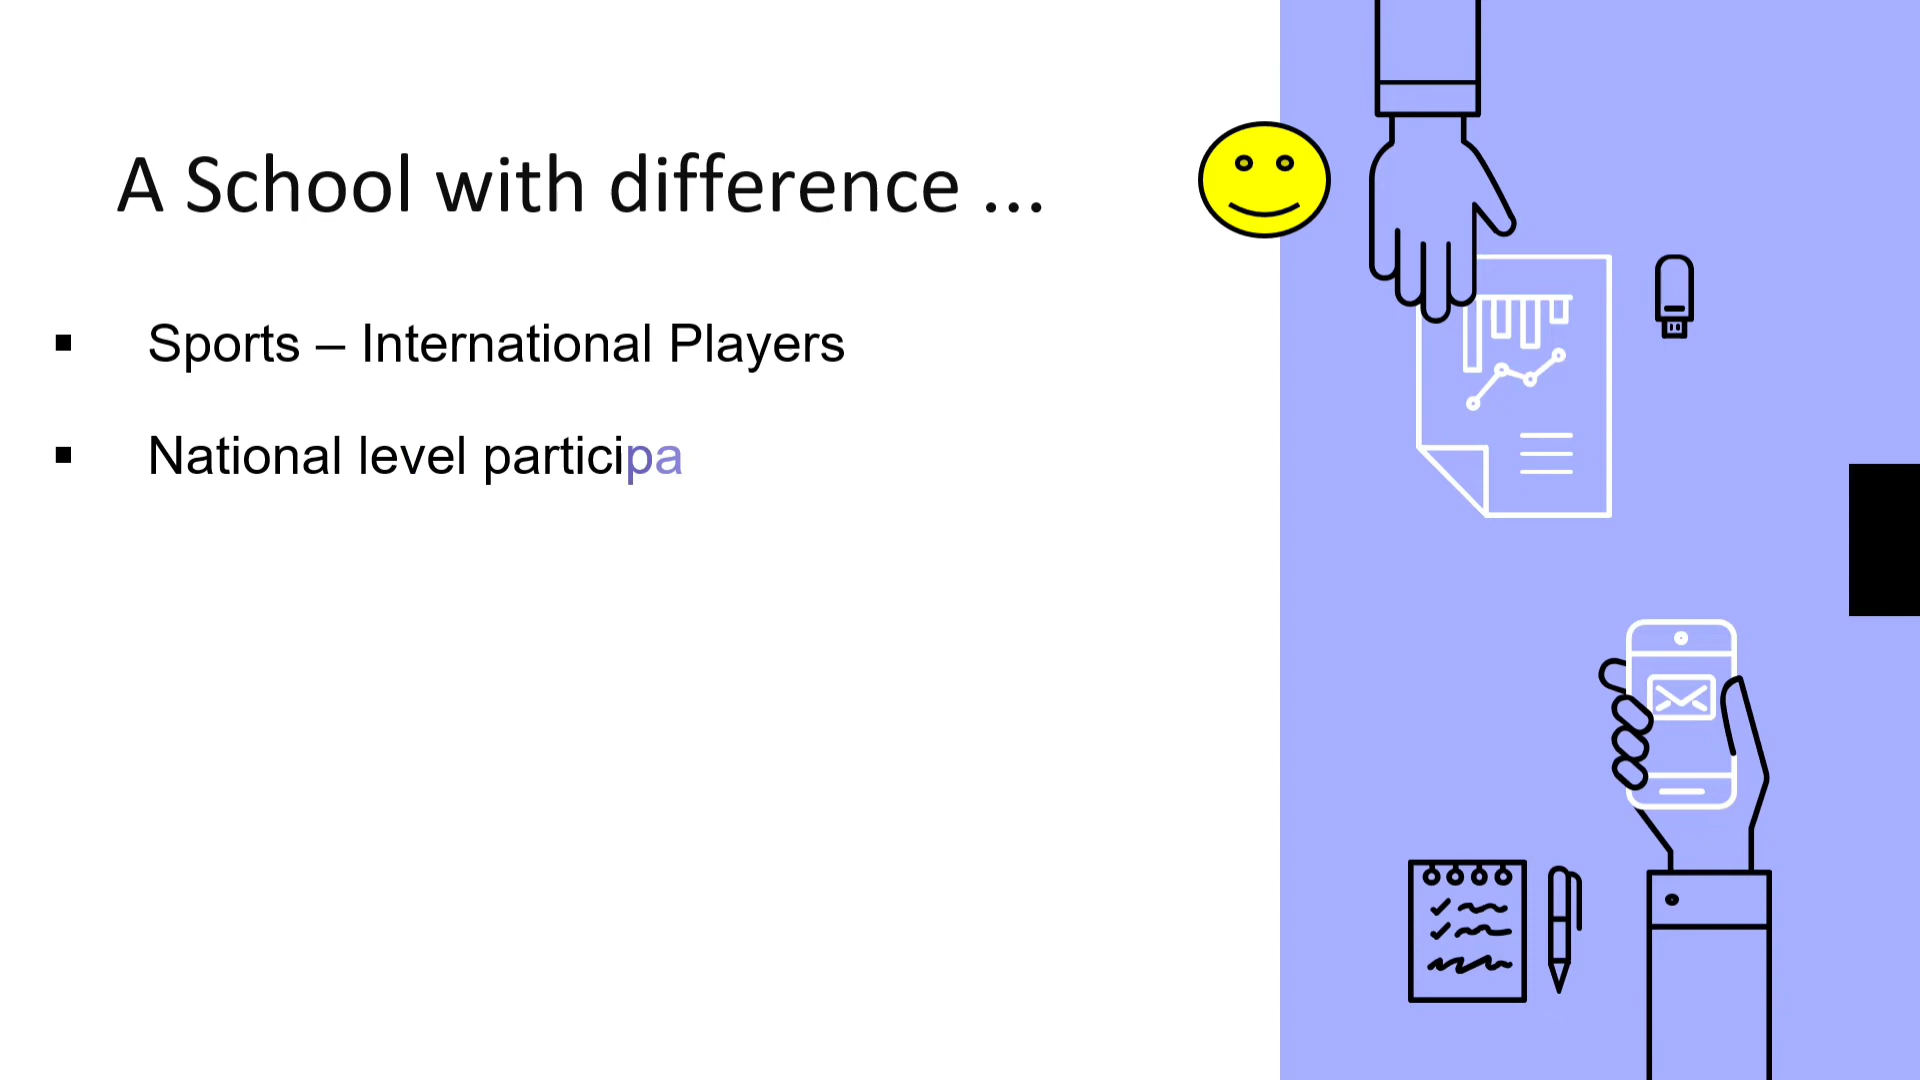 A School with difference ...
▪ Sports – International Players
▪ National level participa